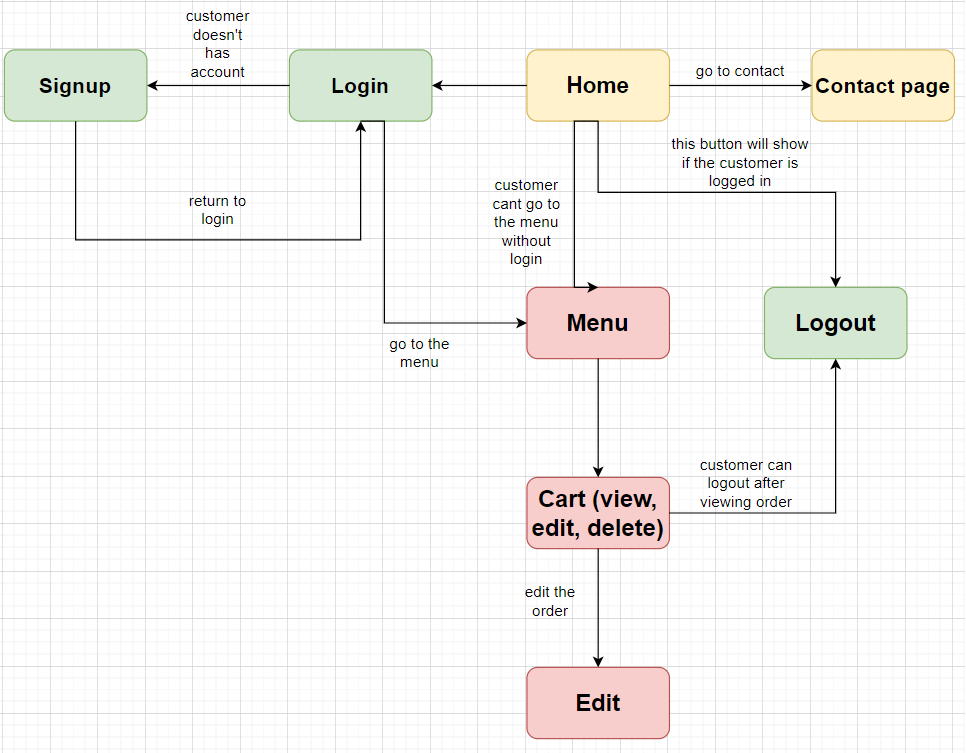 customer
doesn't
has
account
Signup
Login
Home
go to contact
Contact page
this button will show
if the customer is
logged in
customer
cant go to
the menu
without
login
return to
login
Menu
Logout
go to the
menu
customer can
logout after
viewing order
Cart (view,
edit, delete)
edit the
order
Edit